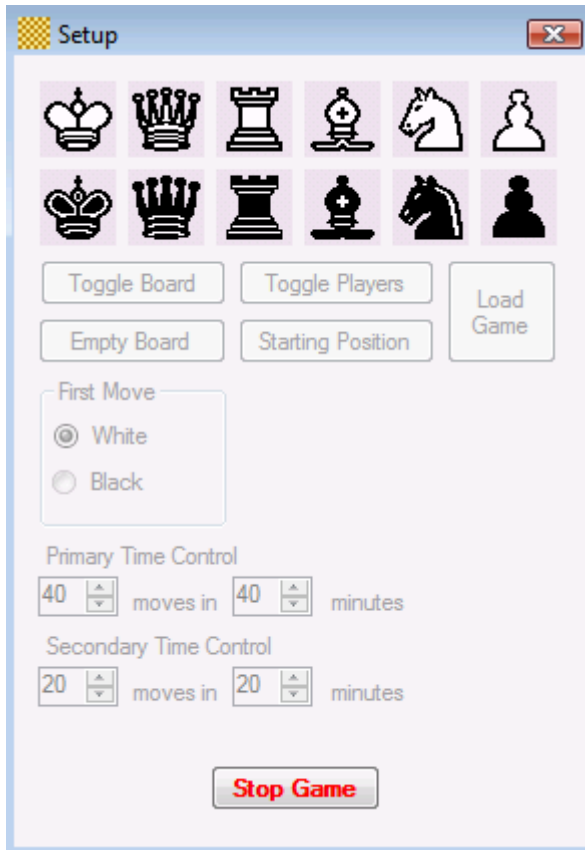 Setup
Toggle Board
Toggle Players
Load
Game
Empty Board
Starting Position
First Move
White
Black
Primary Time Control
40 moves in 40 minutes
Secondary Time Control
20 moves in 20 minutes
Stop Game